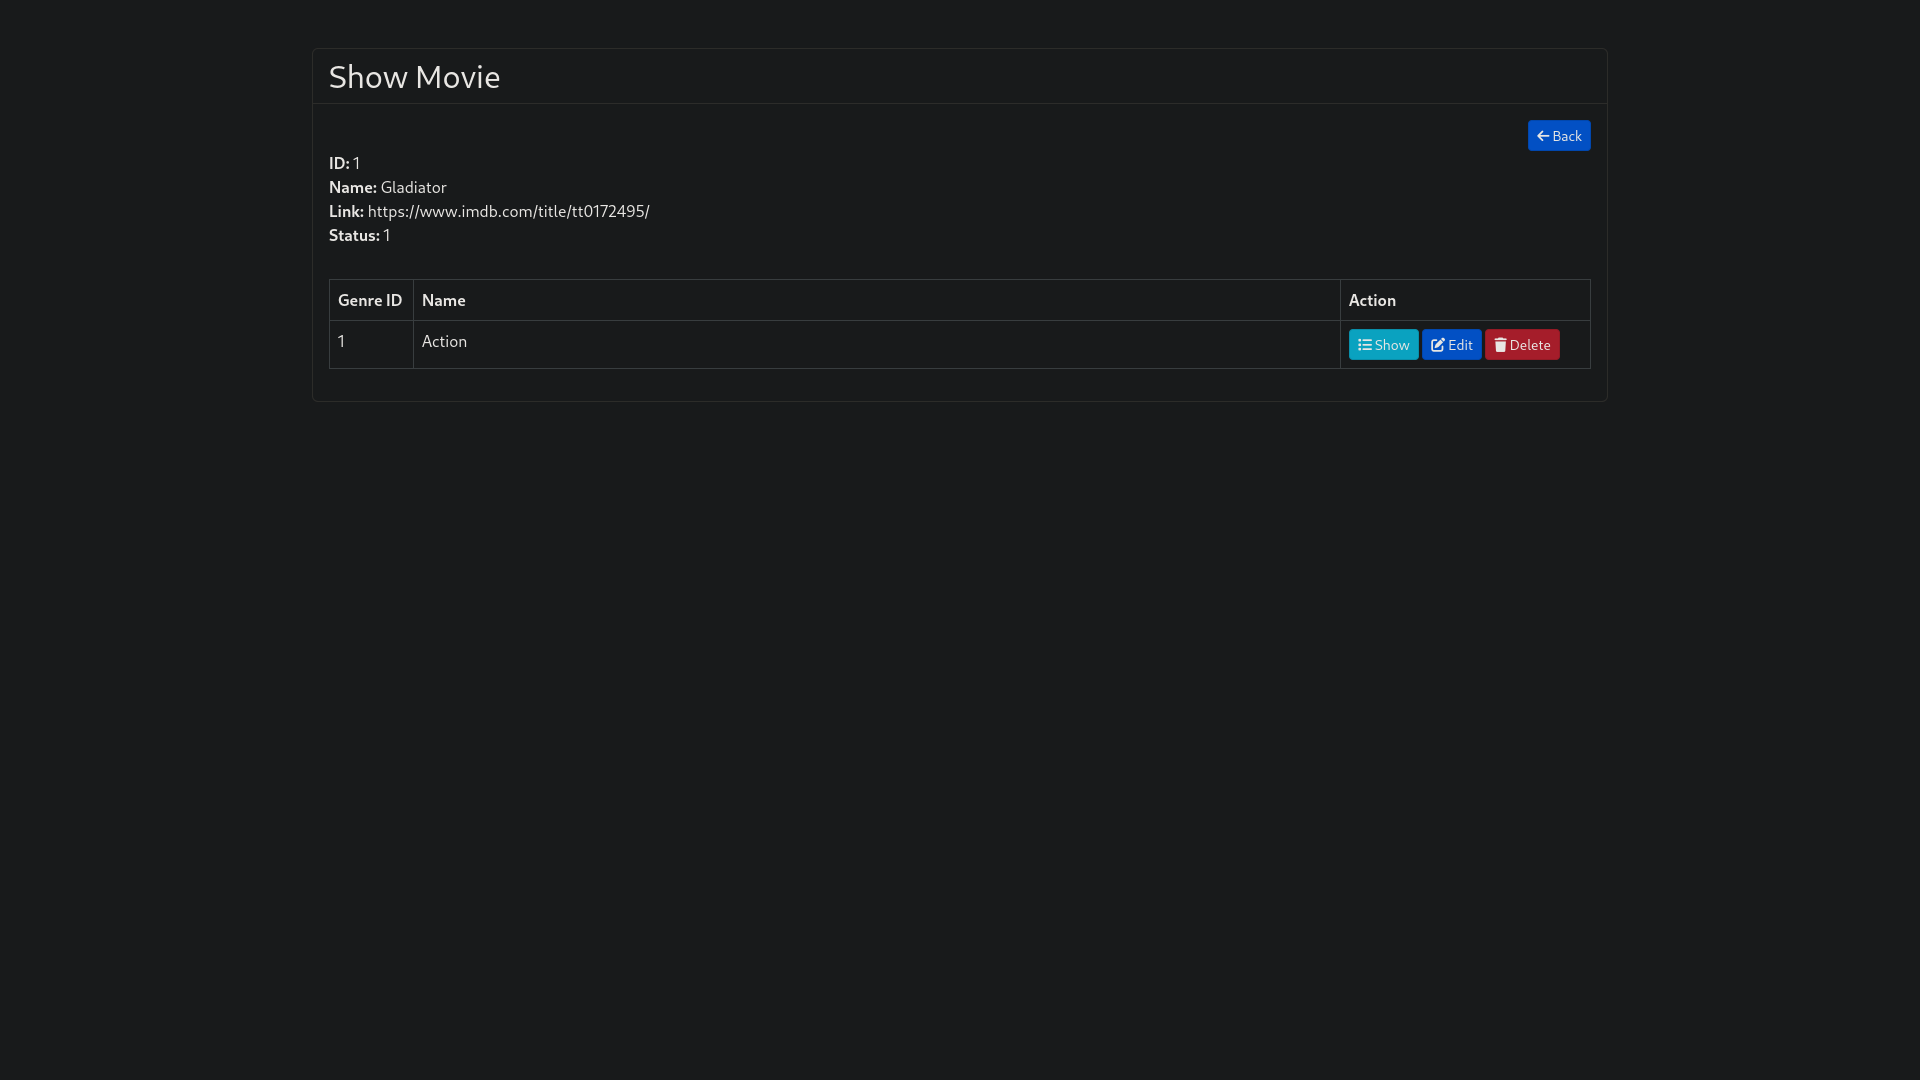 Show Movie
Back
ID: 1
Name: Gladiator
Link: https://www.imdb.com/title/tt0172495/
Status: 1
Genre ID Name Action
1 Action Show Edit Delete